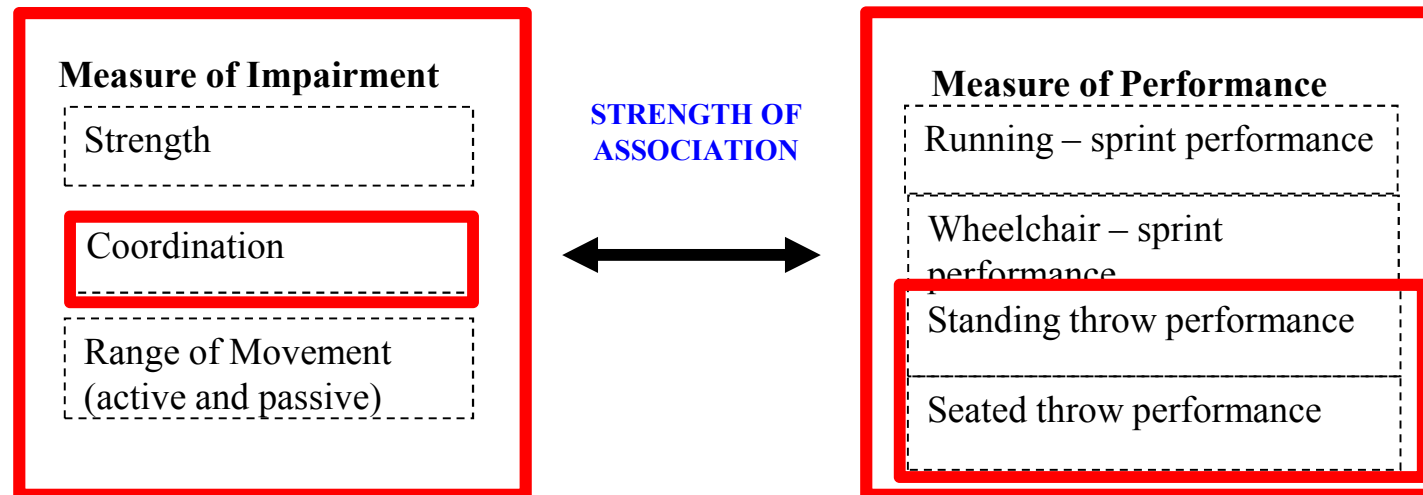 Measure of Impairment
Strength
Coordination
Range of Movement
(active and passive)
STRENGTH OF
ASSOCIATION
Measure of Performance
Running – sprint performance
Wheelchair – sprint
performance
Standing throw performance
Seated throw performance